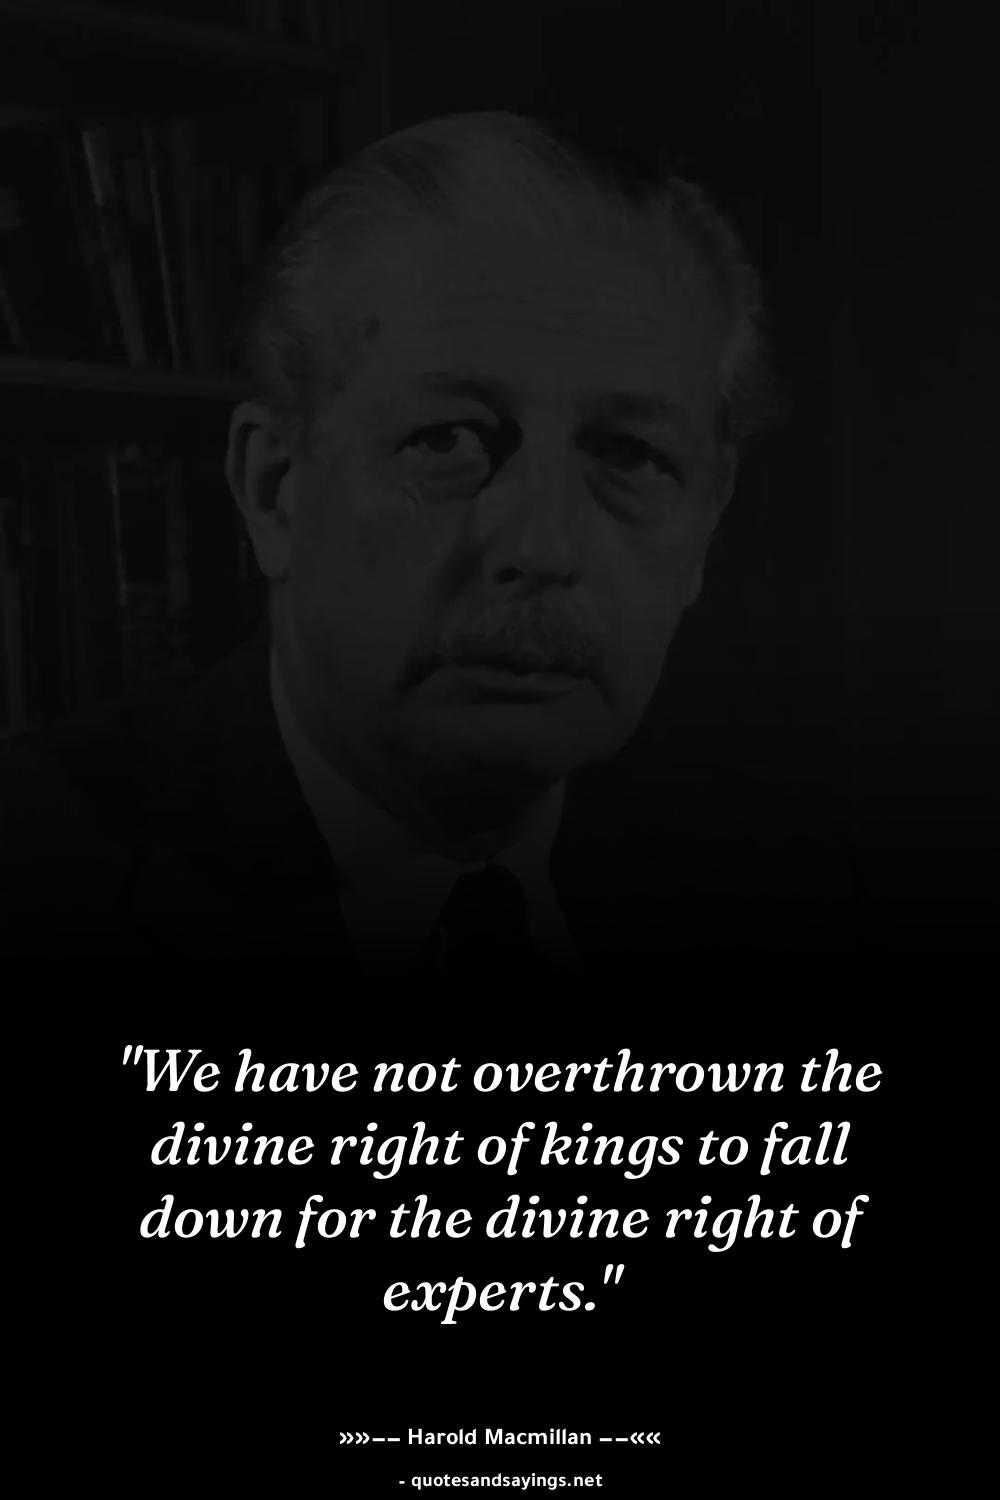 "We have not overthrown the
divine right of kings to fall
down for the divine right of
experts."
»»–– Harold Macmillan ––««
- quotesandsayings.net